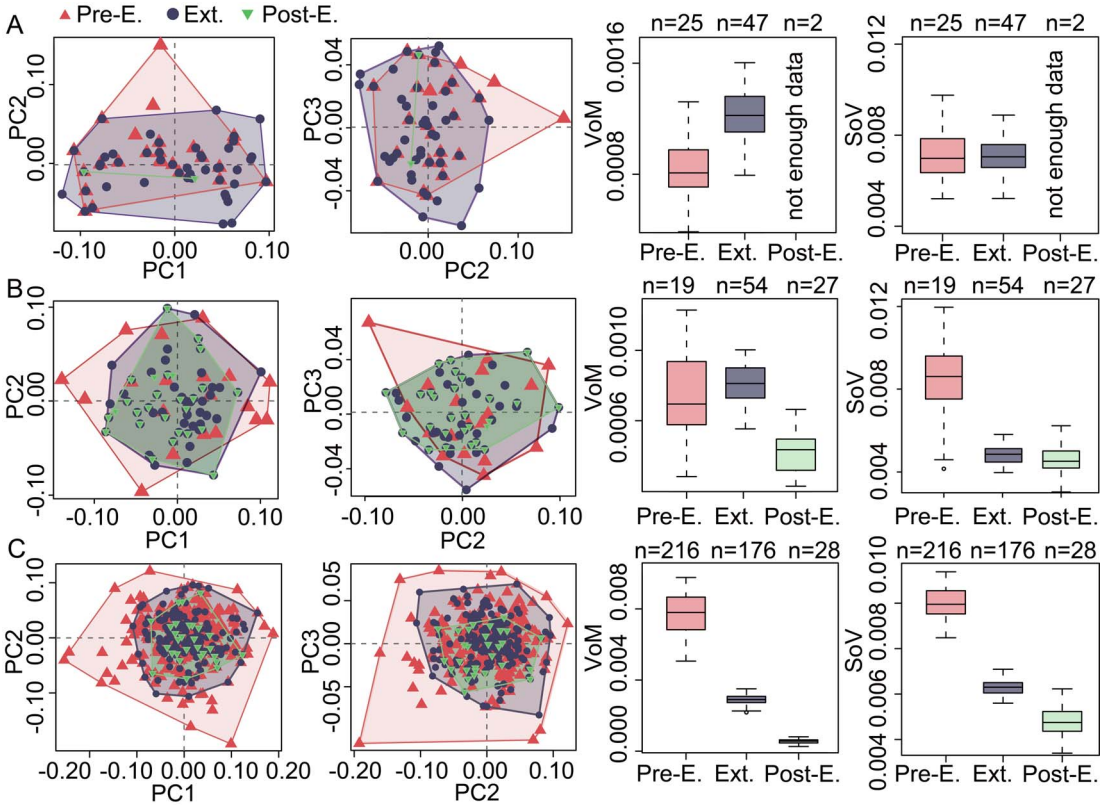 Pre-E. Ext. Post-E.
A
PC2
0.00 0.10
-0.10 0.00 0.10
PC1
PC3
-0.04 0.00 0.04
0.00 0.10
PC2
n=25 n=47 n=2
VoM
0.0008 0.0016
not enough data
Pre-E. Ext. Post-E.
n=25 n=47 n=2
SoV
0.004 0.008 0.012
not enough data
Pre-E. Ext. Post-E.
B
PC2
-0.10 0.00 0.10
0.00 0.10
PC1
PC3
-0.04 0.00 0.04
-0.10 0.00 0.10
PC2
n=19 n=54 n=27
VoM
0.0006 0.0010
Pre-E. Ext. Post-E.
n=19 n=54 n=27
SoV
0.004 0.008 0.012
Pre-E. Ext. Post-E.
C
PC2
-0.10 0.00 0.10
-0.20 -0.10 0.00 0.10 0.20
PC1
PC3
-0.05 0.00 0.05
-0.20 -0.10 0.00 0.10
PC2
n=216 n=176 n=28
VoM
0.000 0.004 0.008
Pre-E. Ext. Post-E.
n=216 n=176 n=28
SoV
0.004 0.006 0.008 0.010
Pre-E. Ext. Post-E.